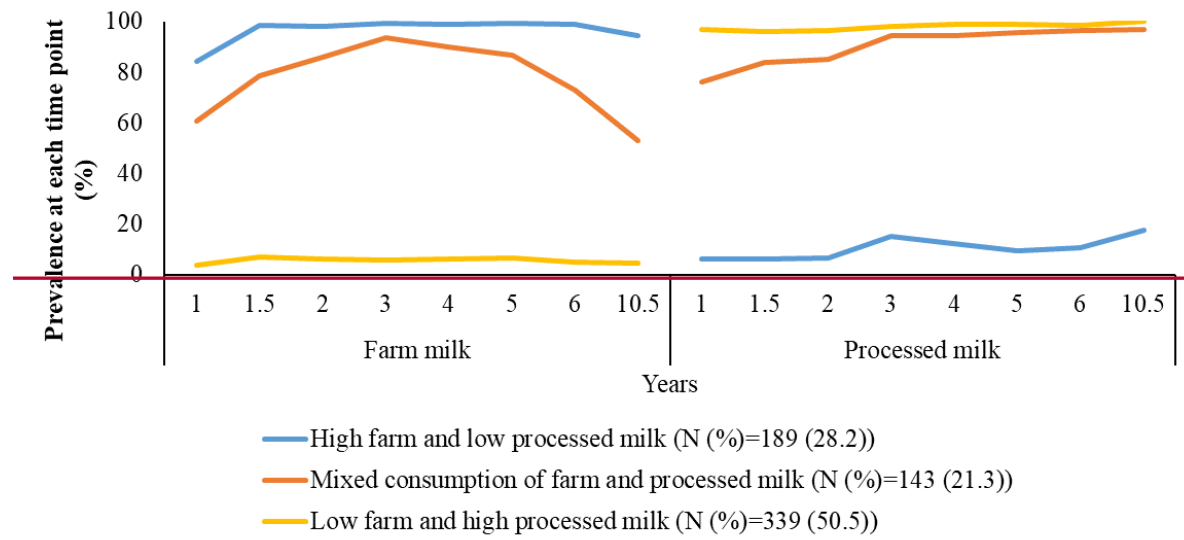 Prevalence at each time point
(%)
100
80
60
40
20
0
1 1.5 2 3 4 5 6 10.5 1 1.5 2 3 4 5 6 10.5
Farm milk Processed milk
Years
High farm and low processed milk (N (%)=189 (28.2))
Mixed consumption of farm and processed milk (N (%)=143 (21.3))
Low farm and high processed milk (N (%)=339 (50.5))